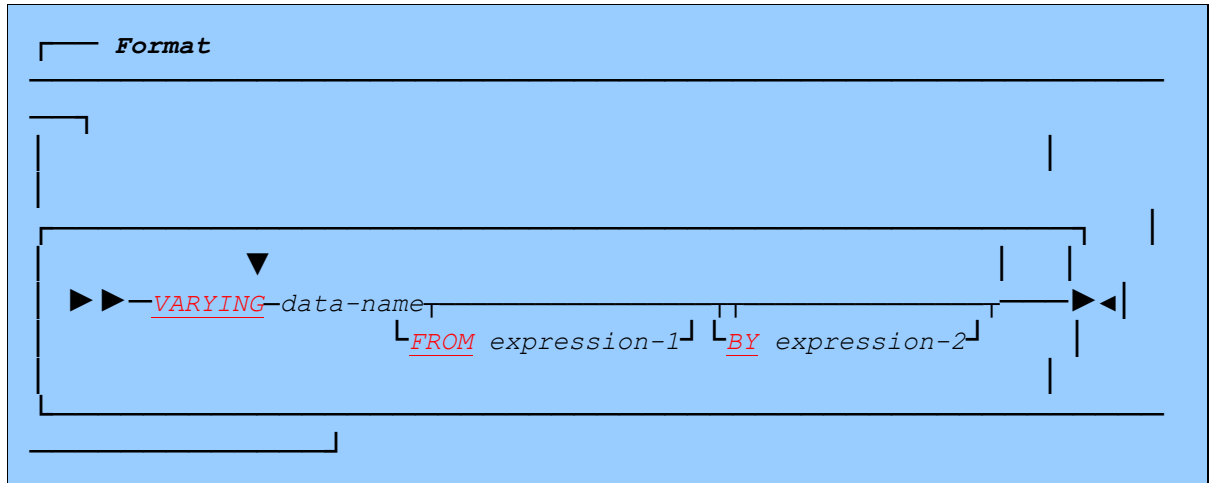 Format
VARYING data-name
FROM expression-1 BY expression-2